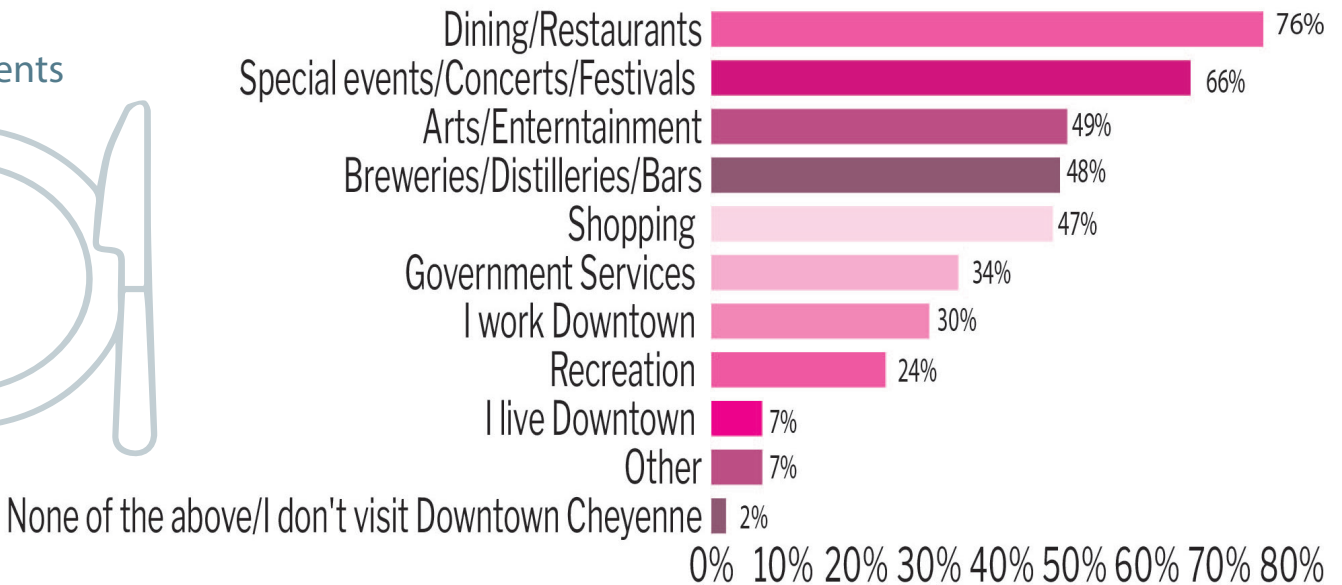 Dining/Restaurants 76%
ents
Special events/Concerts/Festivals 66%
Arts/Enterntainment 49%
Breweries/Distilleries/Bars 48%
Shopping 47%
Government Services 34%
I work Downtown 30%
Recreation 24%
I live Downtown 7%
Other 7%
None of the above/I don't visit Downtown Cheyenne 2%
0% 10% 20% 30% 40% 50% 60% 70% 80%